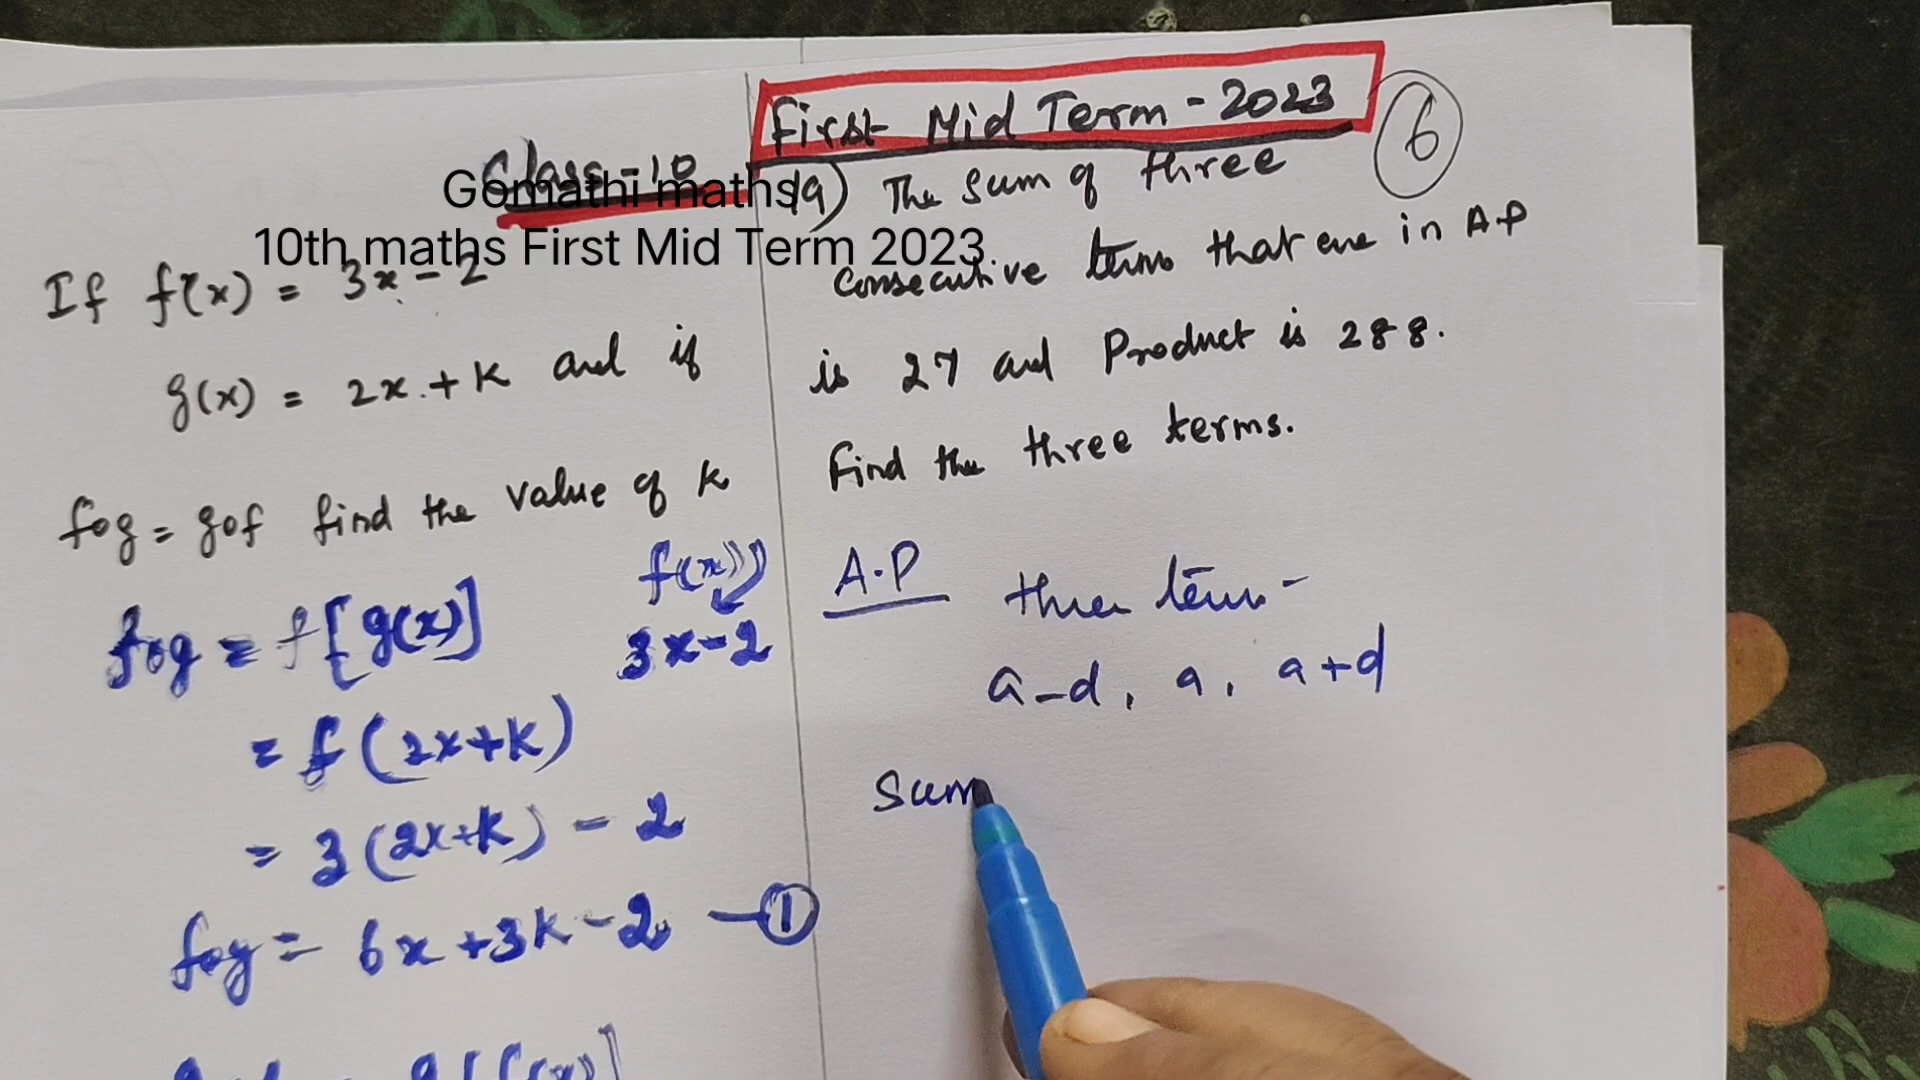 First Mid Term - 2023
6
Class - 10
Gomathi maths
10th maths First Mid Term 2023
If f(x) = 3x - 2
g(x) = 2x + k and if
fog = gof find the value of k
fog = f[g(x)]
f(x)
3x - 2
= f(2x+k)
= 3(2x+k) - 2
fog = 6x + 3k - 2 — ①
19) The sum of three
consecutive terms that are in A.P
is 27 and Product is 288.
Find the three terms.
A.P three terms -
a-d, a, a+d
Sum